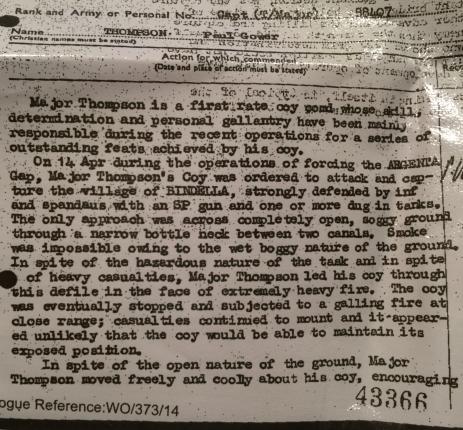 Rank and Army or Personal No. Capt (T/Major) 88407
Name THOMPSON. Paul Gower
(Christian names must be stated)
Action for which commended
(Date and place of action must be stated)
Major Thompson is a first rate coy comd whose skill,
determination and personal gallantry have been mainly
responsible during the recent operations for a series of
outstanding feats achieved by his coy.
On 14 Apr during the operations of forcing the ARGENTA
Gap, Major Thompson's Coy was ordered to attack and cap-
ture the village of BINDELLA, strongly defended by inf
and spandaus with an SP gun and one or more dug in tanks.
The only approach was across completely open, soggy ground
through a narrow bottle neck between two canals. Smoke
was impossible owing to the wet boggy nature of the ground.
In spite of the hazardous nature of the task and in spite
of heavy casualties, Major Thompson led his coy through
this defile in the face of extremely heavy fire. The coy
was eventually stopped and subjected to a galling fire at
close range; casualties continued to mount and it appear-
ed unlikely that the coy would be able to maintain its
exposed position.
In spite of the open nature of the ground, Major
Thompson moved freely and coolly about his coy, encouraging
43366
ogue Reference:WO/373/14